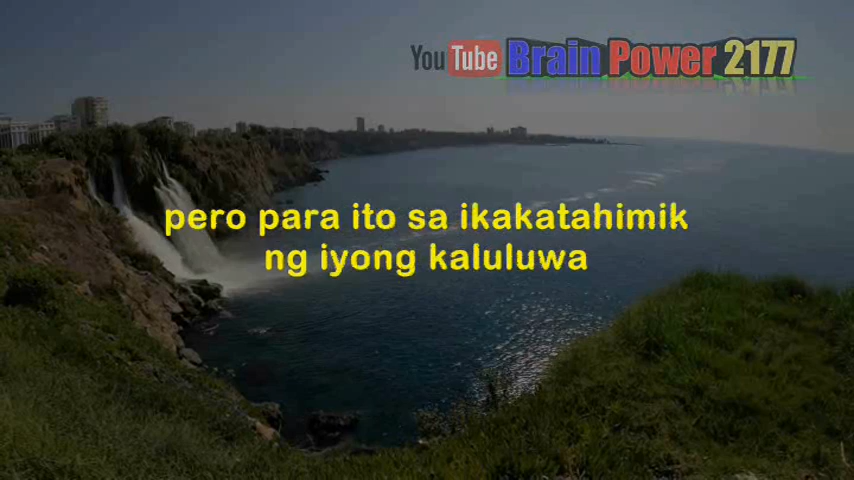 YouTube Brain Power 2177
pero para ito sa ikakatahimik
ng iyong kaluluwa